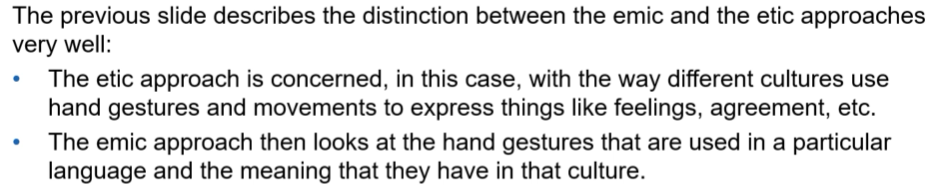 The previous slide describes the distinction between the emic and the etic approaches
very well:
• The etic approach is concerned, in this case, with the way different cultures use
hand gestures and movements to express things like feelings, agreement, etc.
• The emic approach then looks at the hand gestures that are used in a particular
language and the meaning that they have in that culture.